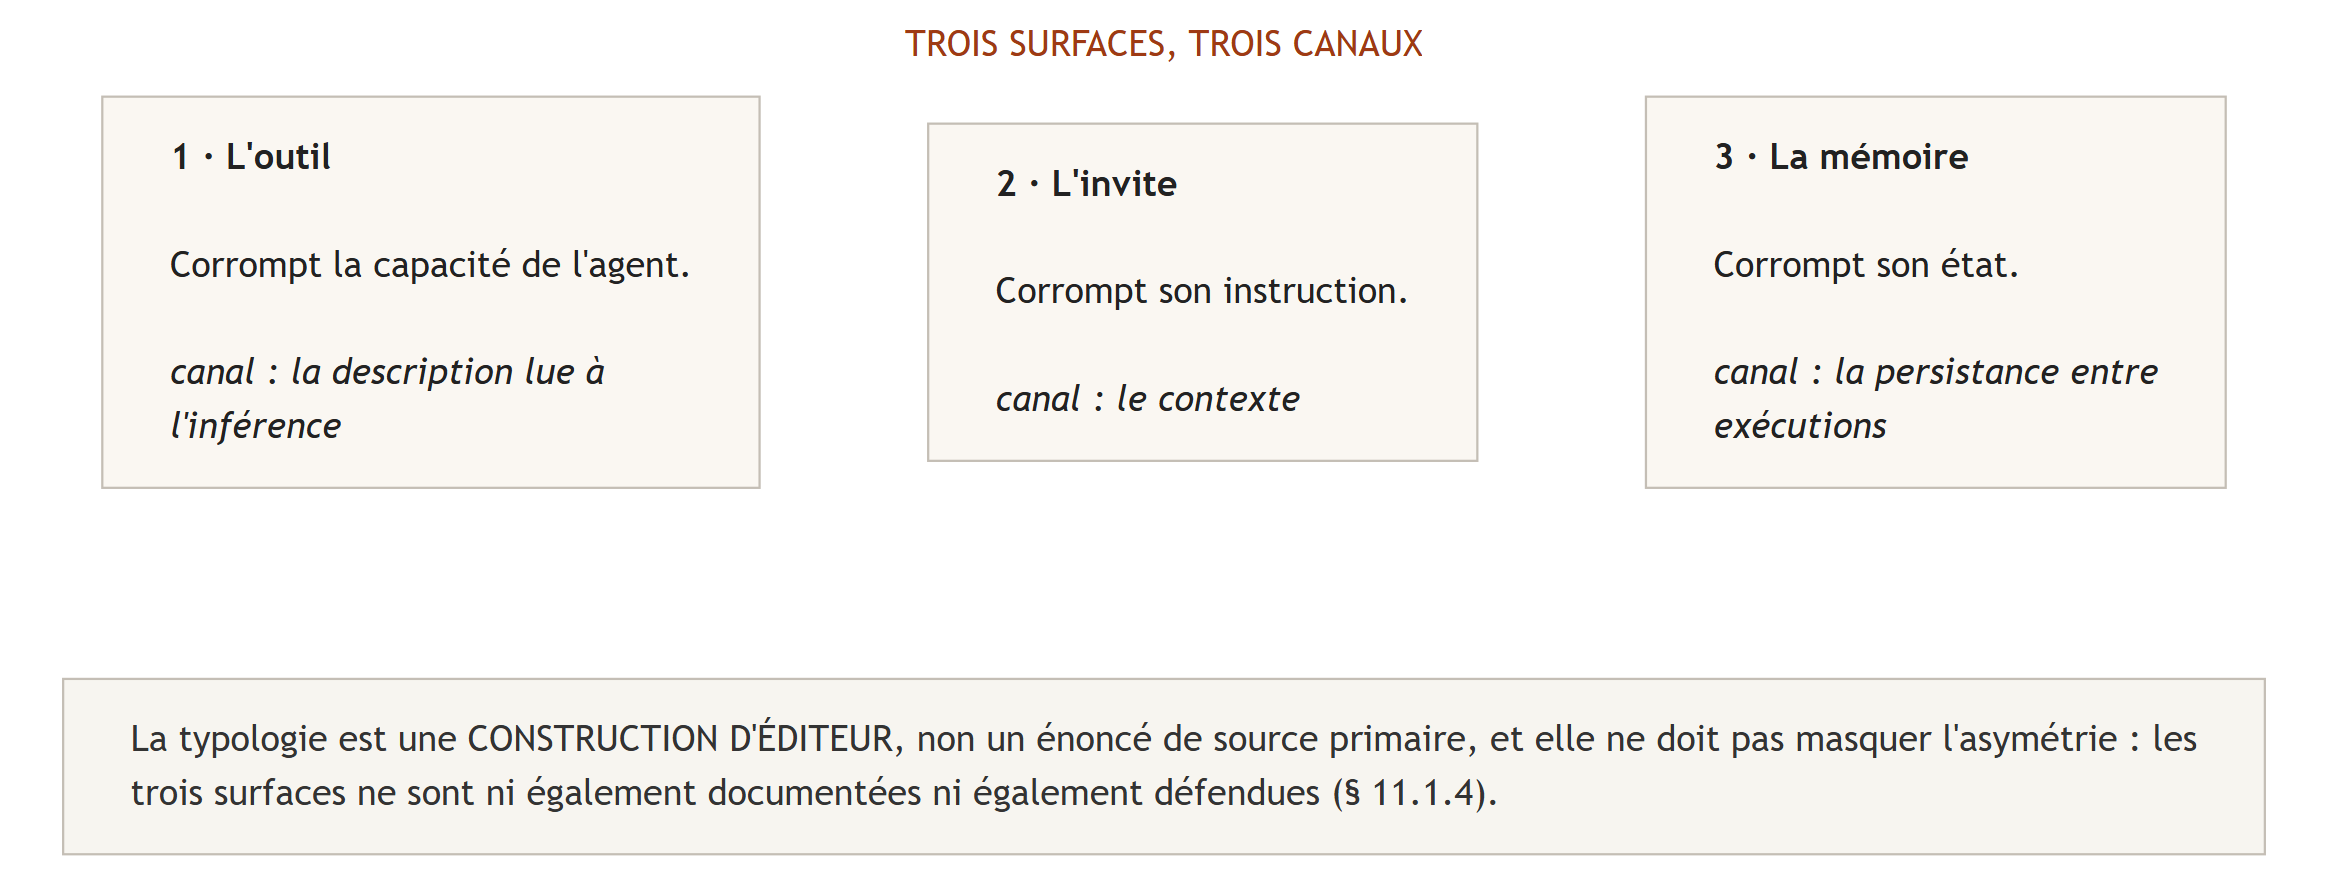 TROIS SURFACES, TROIS CANAUX
1 · L'outil
Corrompt la capacité de l'agent.
canal : la description lue à
l'inférence
2 · L'invite
Corrompt son instruction.
canal : le contexte
3 · La mémoire
Corrompt son état.
canal : la persistance entre
exécutions
La typologie est une CONSTRUCTION D'ÉDITEUR, non un énoncé de source primaire, et elle ne doit pas masquer l'asymétrie : les
trois surfaces ne sont ni également documentées ni également défendues (§ 11.1.4).